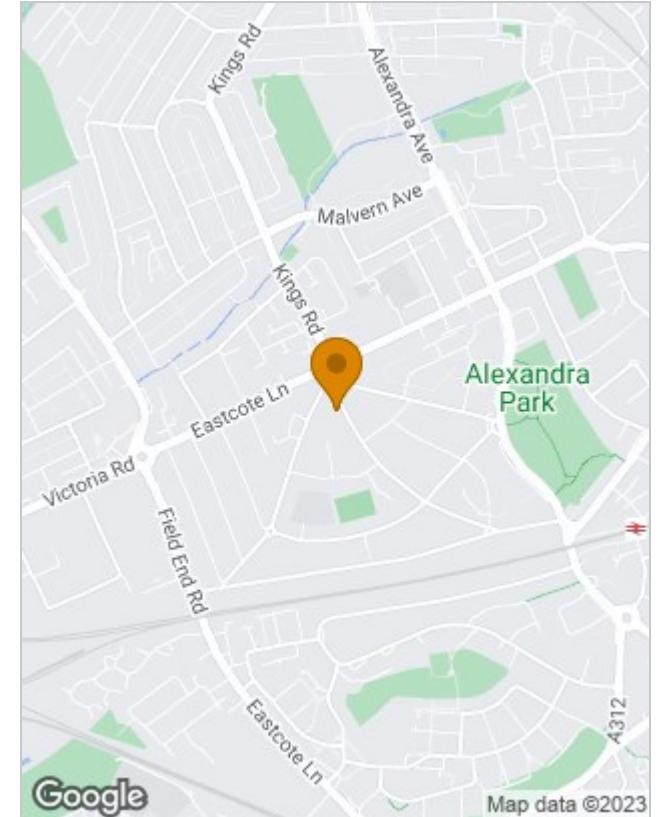 Kings Rd
Alexandra Ave
Malvern Ave
Kings Rd
Alexandra
Park
Eastcote Ln
Victoria Rd
Field End Rd
Eastcote Ln
A312
Google
Map data ©2023